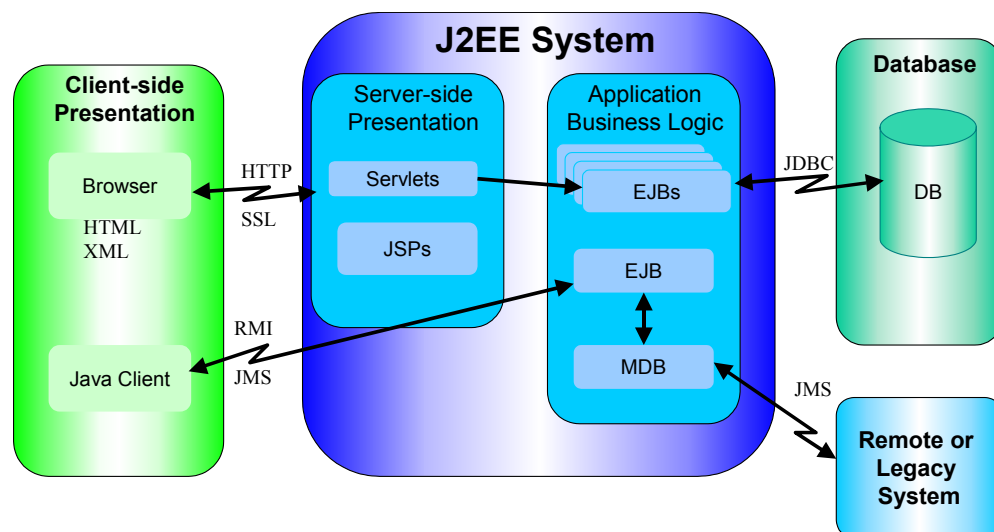 J2EE System
Client-side
Presentation
Browser
HTML
XML
Java Client
HTTP
SSL
RMI
JMS
Server-side
Presentation
Servlets
JSPs
Application
Business Logic
EJBs
EJB
MDB
JDBC
JMS
Database
DB
Remote or
Legacy
System